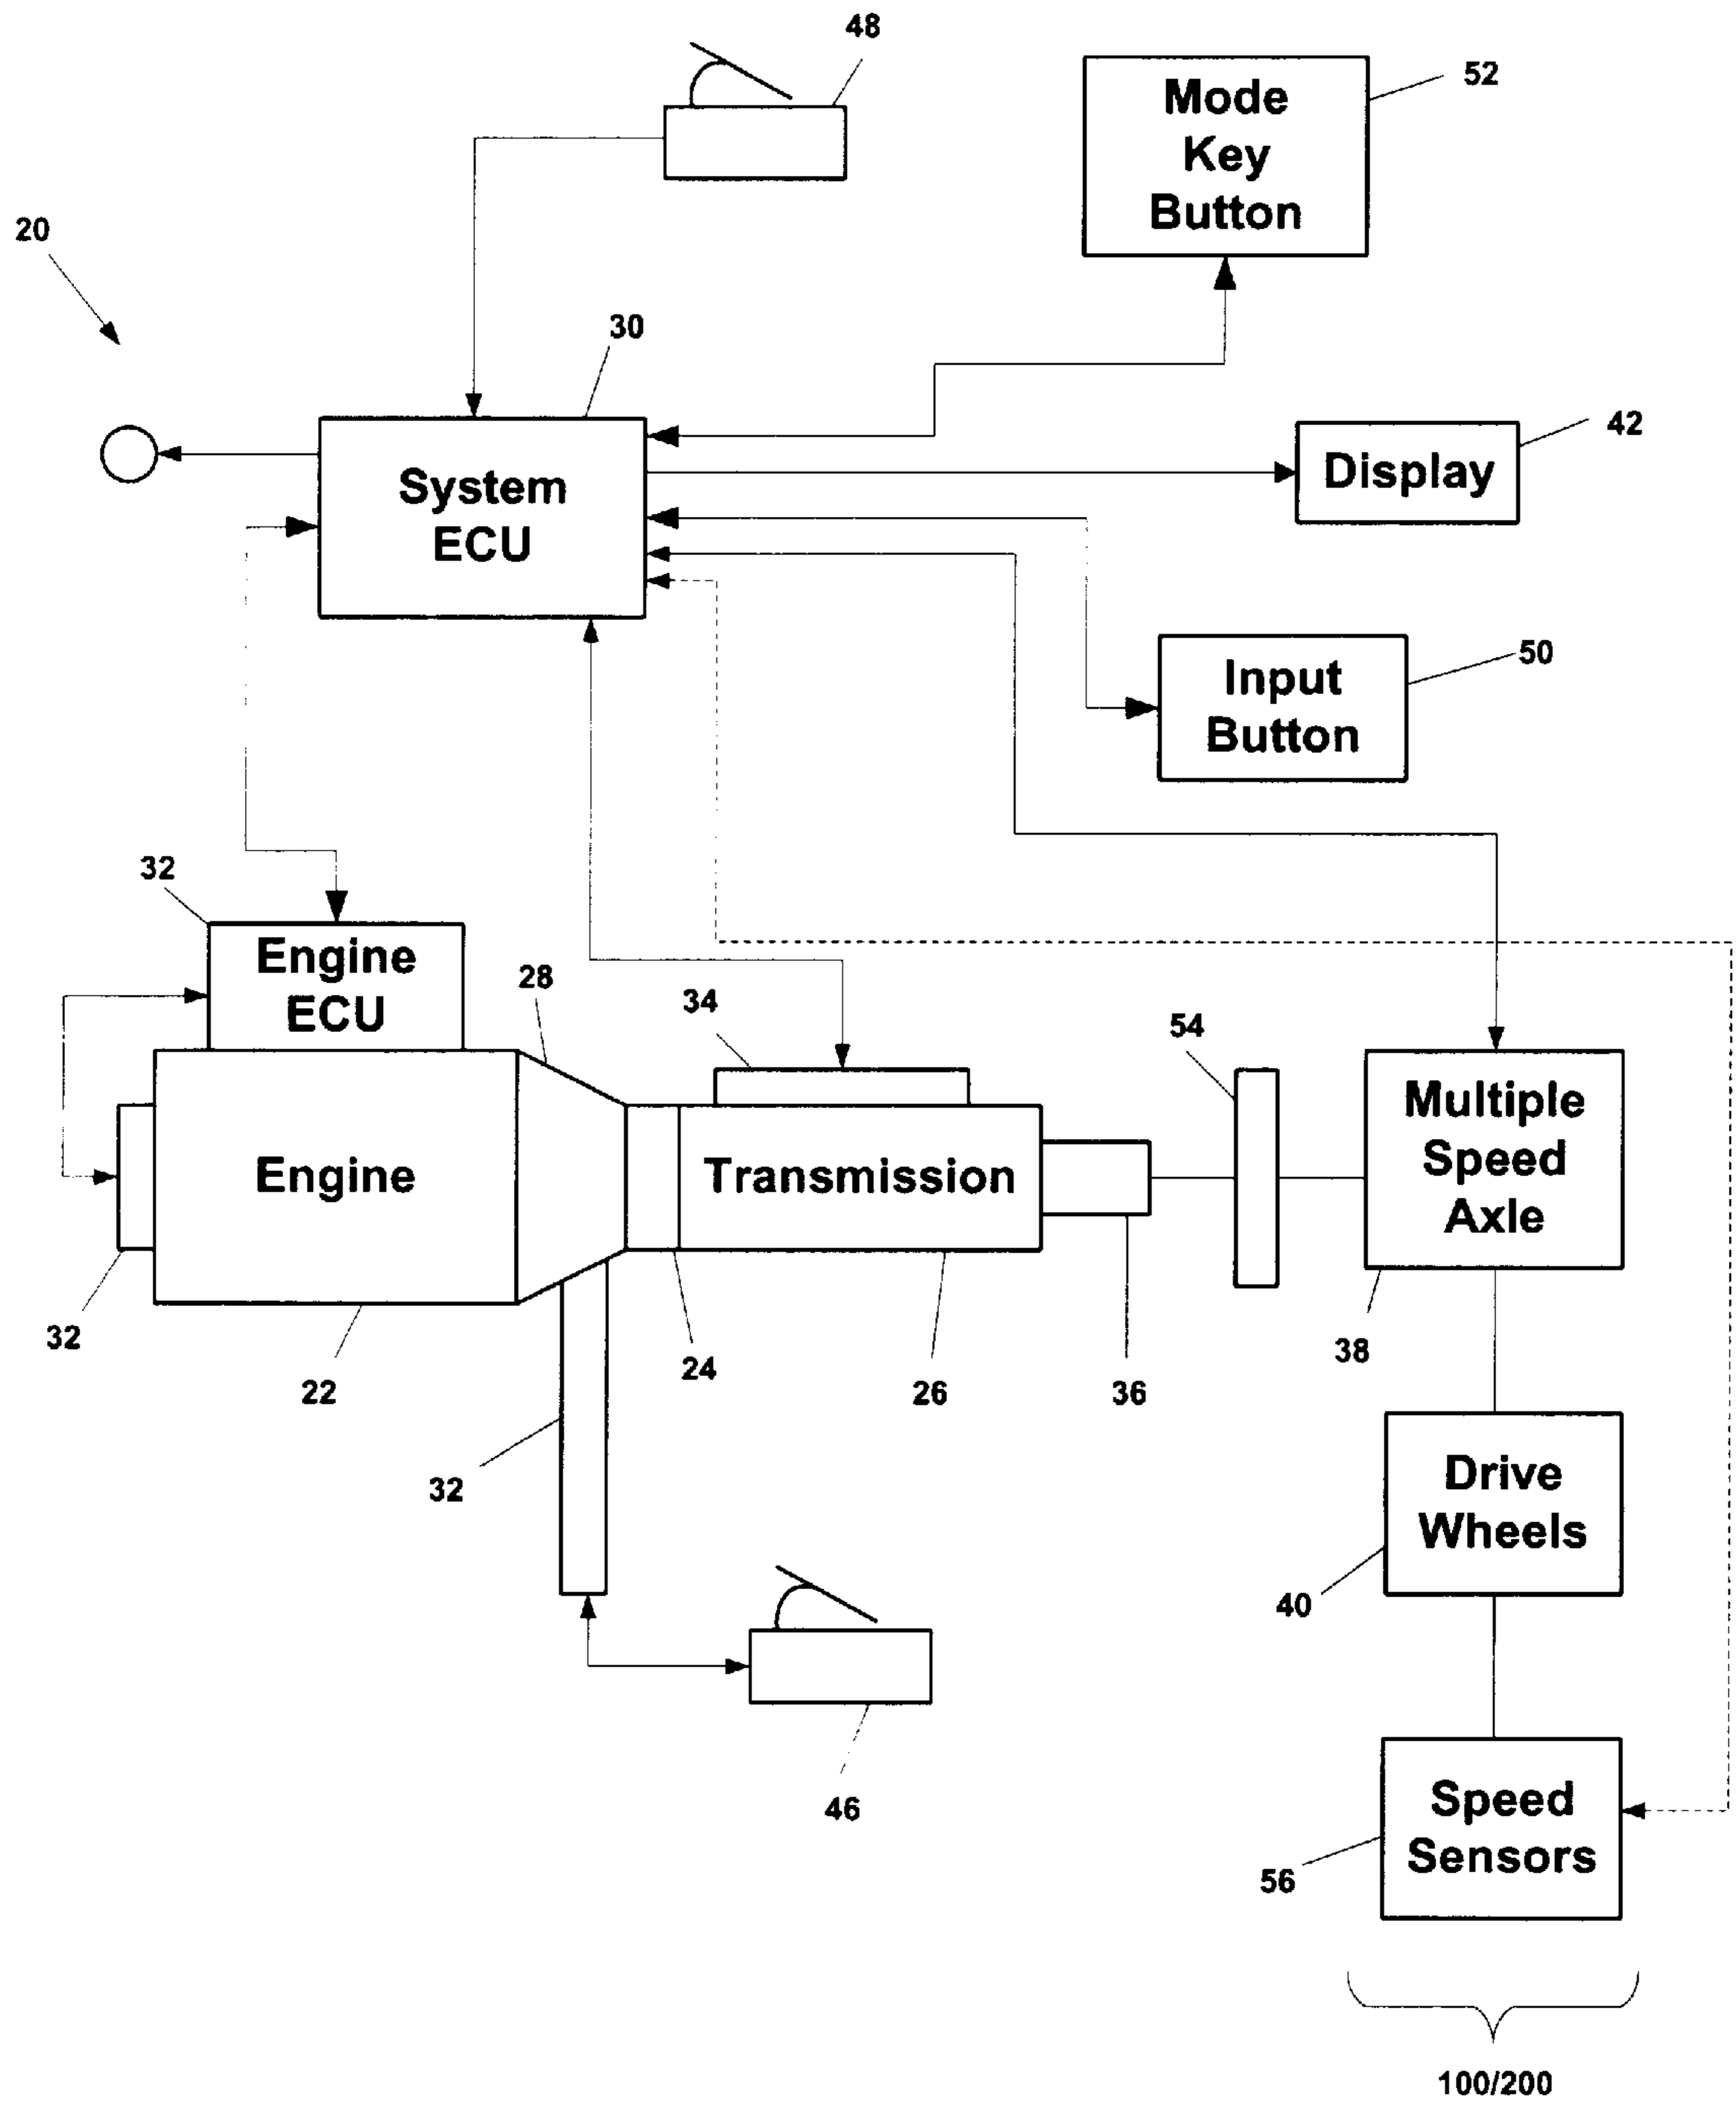 48
Mode
Key
Button
52
20
30
System
ECU
Display
42
Input
Button
50
32
Engine
ECU
28
34
54
Multiple
Speed
Axle
Engine
Transmission
32
22
24
26
36
38
32
Drive
Wheels
40
46
Speed
Sensors
56
100/200